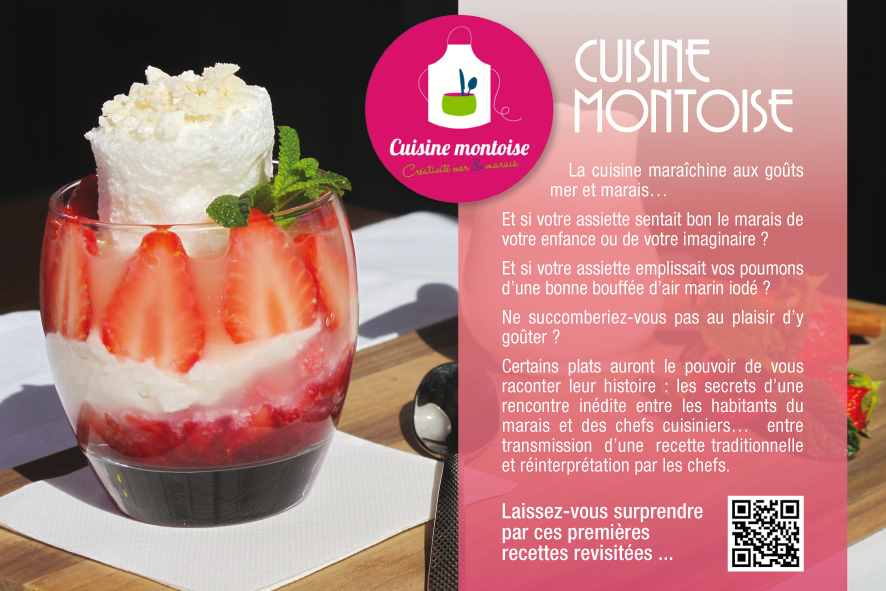 Cuisine montoise
Créativité mer & marais
CUISINE
MONTOISE
La cuisine maraîchine aux goûts
mer et marais…
Et si votre assiette sentait bon le marais de
votre enfance ou de votre imaginaire ?
Et si votre assiette emplissait vos poumons
d’une bonne bouffée d’air marin iodé ?
Ne succomberiez-vous pas au plaisir d’y
goûter ?
Certains plats auront le pouvoir de vous
raconter leur histoire : les secrets d’une
rencontre inédite entre les habitants du
marais et des chefs cuisiniers… entre
transmission d’une recette traditionnelle
et réinterprétation par les chefs.
Laissez-vous surprendre
par ces premières
recettes revisitées ...